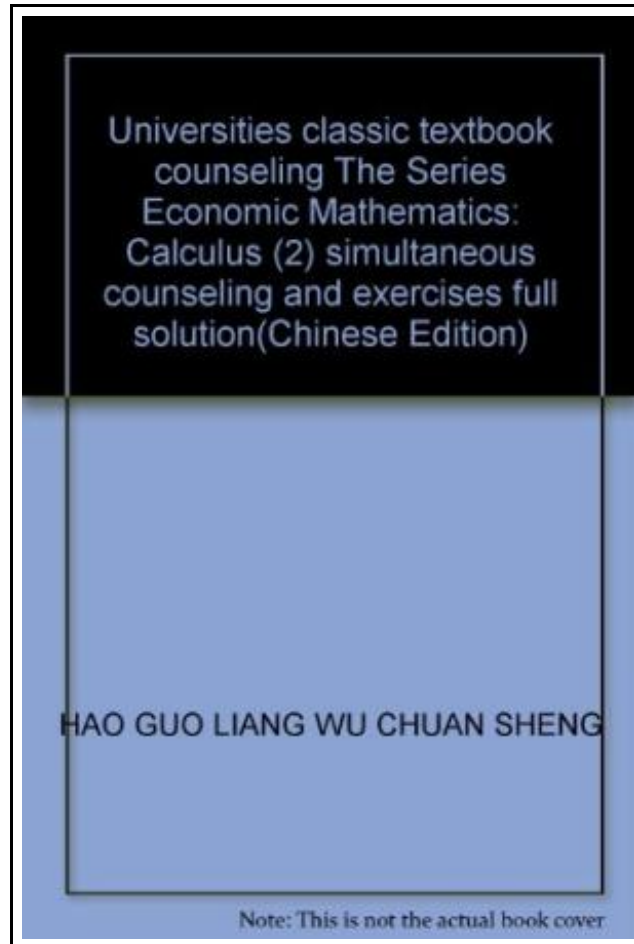 Universities classic textbook
counseling The Series
Economic Mathematics:
Calculus (2) simultaneous
counseling and exercises full
solution(Chinese Edition)
HAO GUO LIANG WU CHUAN SHENG
Note: This is not the actual book cover